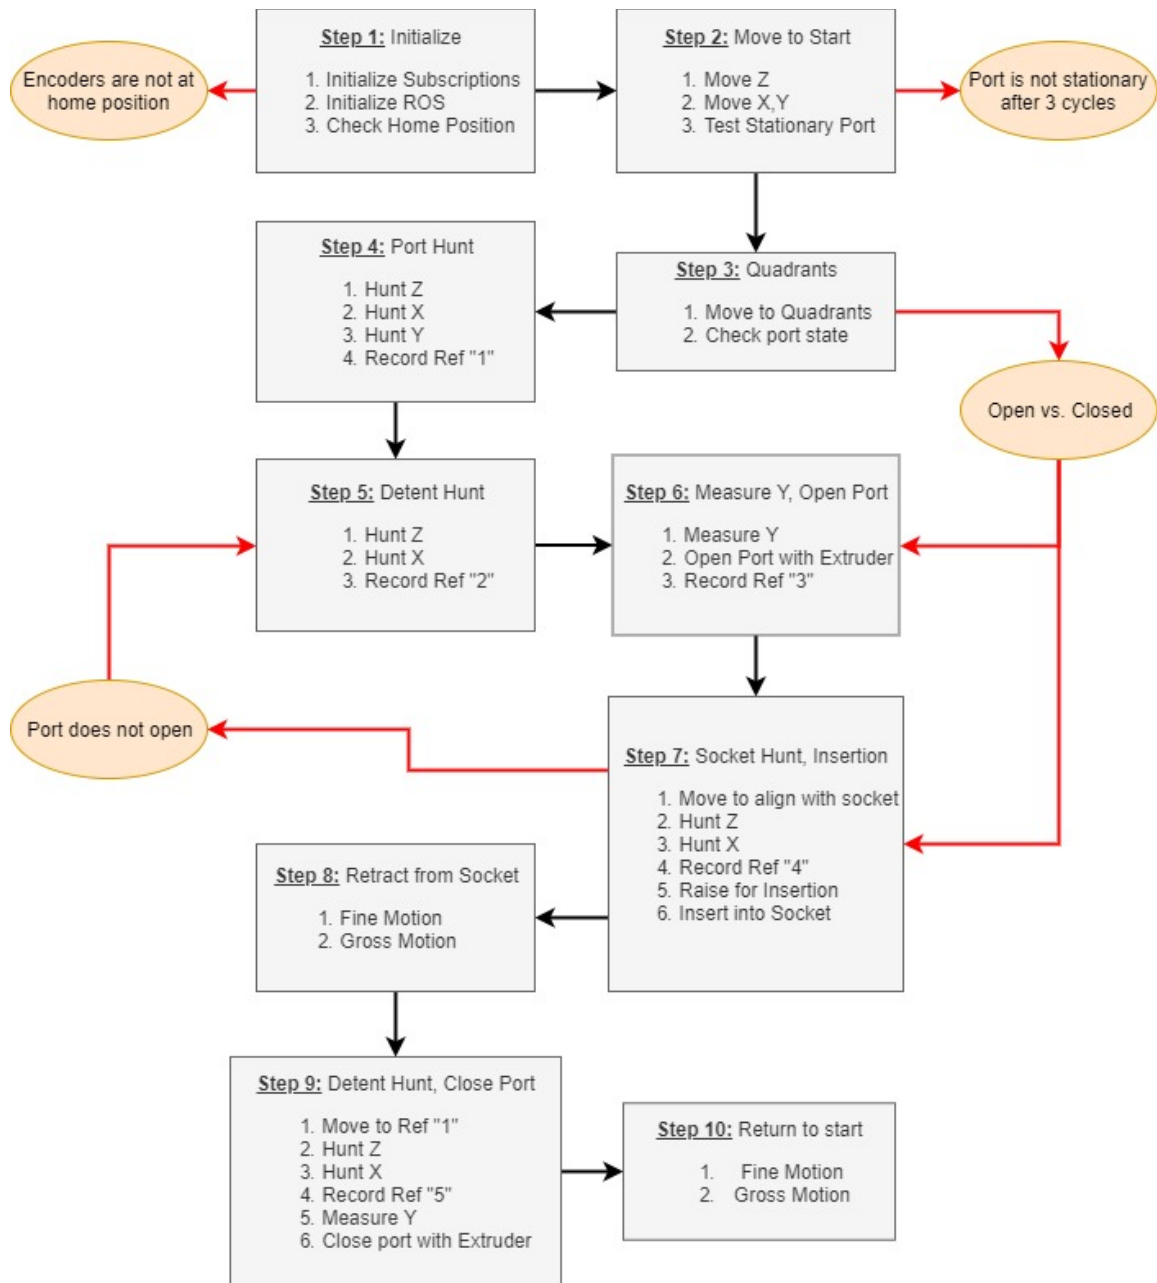 Encoders are not at
home position
Step 1: Initialize
1. Initialize Subscriptions
2. Initialize ROS
3. Check Home Position
Step 2: Move to Start
1. Move Z
2. Move X,Y
3. Test Stationary Port
Port is not stationary
after 3 cycles
Step 3: Quadrants
1. Move to Quadrants
2. Check port state
Open vs. Closed
Step 4: Port Hunt
1. Hunt Z
2. Hunt X
3. Hunt Y
4. Record Ref "1"
Step 5: Detent Hunt
1. Hunt Z
2. Hunt X
3. Record Ref "2"
Step 6: Measure Y, Open Port
1. Measure Y
2. Open Port with Extruder
3. Record Ref "3"
Port does not open
Step 7: Socket Hunt, Insertion
1. Move to align with socket
2. Hunt Z
3. Hunt X
4. Record Ref "4"
5. Raise for Insertion
6. Insert into Socket
Step 8: Retract from Socket
1. Fine Motion
2. Gross Motion
Step 9: Detent Hunt, Close Port
1. Move to Ref "1"
2. Hunt Z
3. Hunt X
4. Record Ref "5"
5. Measure Y
6. Close port with Extruder
Step 10: Return to start
1. Fine Motion
2. Gross Motion